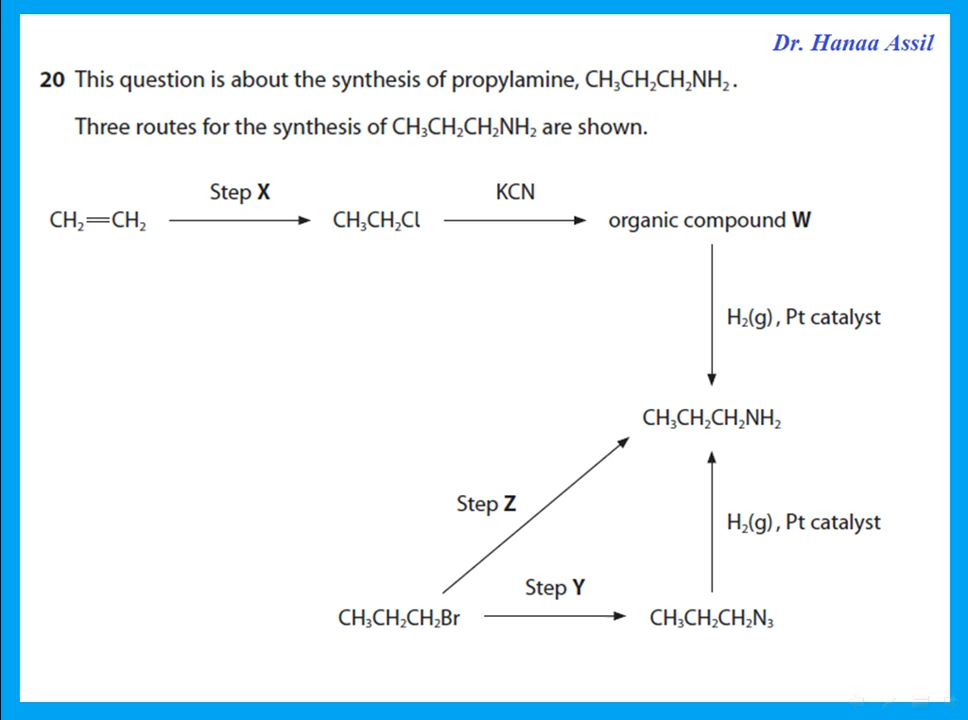 Dr. Hanaa Assil
20 This question is about the synthesis of propylamine, CH₃CH₂CH₂NH₂.
Three routes for the synthesis of CH₃CH₂CH₂NH₂ are shown.
Step X
KCN
CH₂=CH₂
CH₃CH₂Cl
organic compound W
H₂(g), Pt catalyst
CH₃CH₂CH₂NH₂
Step Z
H₂(g), Pt catalyst
Step Y
CH₃CH₂CH₂Br
CH₃CH₂CH₂N₃